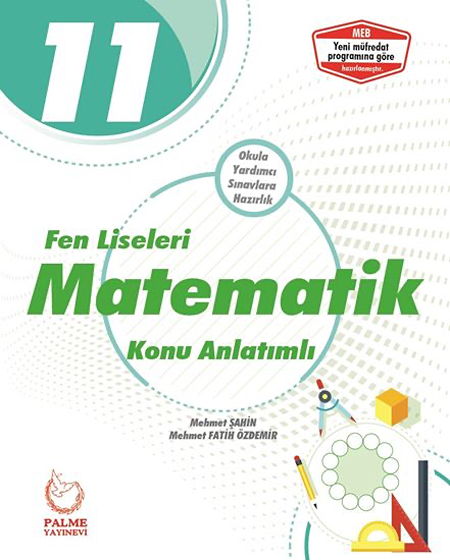 11
MEB
Yeni müfredat
programına göre
hazırlanmıştır.
Okula
Yardımcı
Sınavlara
Hazırlık
Fen Liseleri
Matematik
Konu Anlatımlı
Mehmet ŞAHİN
Mehmet FATİH ÖZDEMİR
PALME
YAYINEVİ